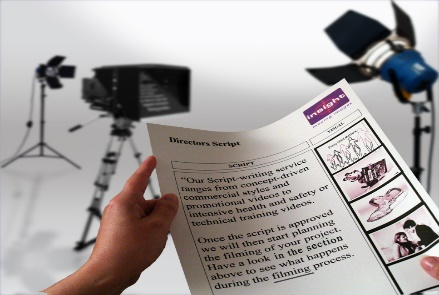 insight
Directors Script
SCRIPT
VISUAL
"Our Script-writing service
ranges from concept-driven
commercial styles and
promotional videos to
intensive health and safety or
technical training videos.
Once the script is approved
we will then start planning
the filming of your project.
Have a look in the section
above to see what happens
during the filming process.